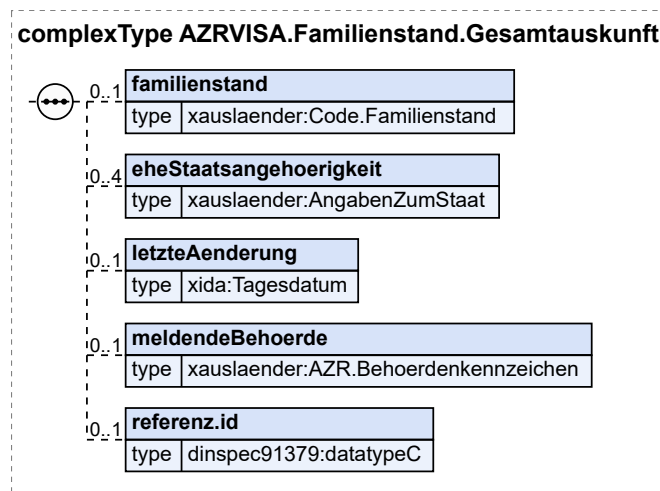 complexType AZRVISA.Familienstand.Gesamtauskunft
0..1 familienstand
type xauslaender:Code.Familienstand
0..4 eheStaatsangehoerigkeit
type xauslaender:AngabenZumStaat
0..1 letzteAenderung
type xida:Tagesdatum
0..1 meldendeBehoerde
type xauslaender:AZR.Behoerdenkennzeichen
0..1 referenz.id
type dinspec91379:datatypeC